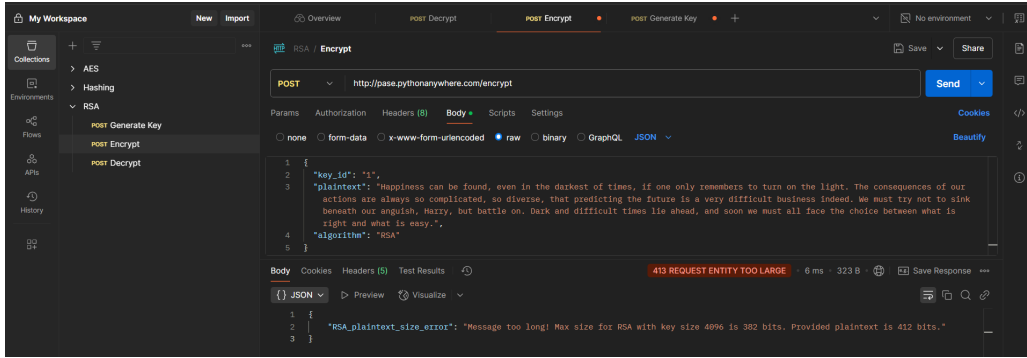 My Workspace New Import Overview POST Decrypt POST Encrypt POST Generate Key + No environment
Collections
Environments
Flows
APIs
History
+
AES
Hashing
RSA
POST Generate Key
POST Encrypt
POST Decrypt
HTTP RSA / Encrypt Save Share
POST http://pase.pythonanywhere.com/encrypt Send
Params Authorization Headers (8) Body Scripts Settings Cookies
none form-data x-www-form-urlencoded raw binary GraphQL JSON Beautify
1 {
2 "key_id": "1",
3 "plaintext": "Happiness can be found, even in the darkest of times, if one only remembers to turn on the light. The consequences of our
actions are always so complicated, so diverse, that predicting the future is a very difficult business indeed. We must try not to sink
beneath our anguish, Harry, but battle on. Dark and difficult times lie ahead, and soon we must all face the choice between what is
right and what is easy.",
4 "algorithm": "RSA"
5 }
Body Cookies Headers (5) Test Results 413 REQUEST ENTITY TOO LARGE 6 ms 323 B Save Response
{} JSON Preview Visualize
1 {
2 "RSA_plaintext_size_error": "Message too long! Max size for RSA with key size 4096 is 382 bits. Provided plaintext is 412 bits."
3 }